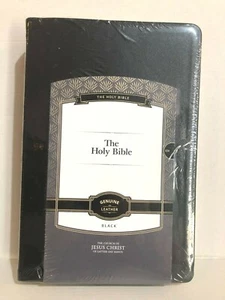 THE HOLY BIBLE
The
Holy Bible
GENUINE
LEATHER
BLACK
THE CHURCH OF
JESUS CHRIST
OF LATTER-DAY SAINTS